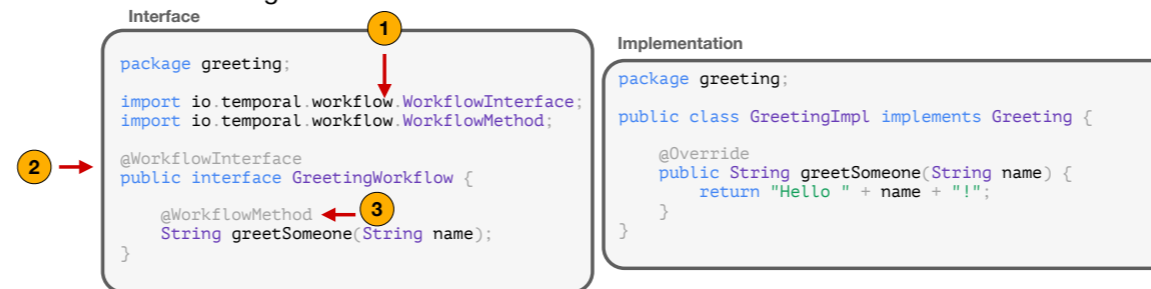 Interface
1
package greeting;
import io.temporal.workflow.WorkflowInterface;
import io.temporal.workflow.WorkflowMethod;
2
@WorkflowInterface
public interface GreetingWorkflow {
@WorkflowMethod
3
String greetSomeone(String name);
}
Implementation
package greeting;
public class GreetingImpl implements Greeting {
@Override
public String greetSomeone(String name) {
return "Hello " + name + "!";
}
}